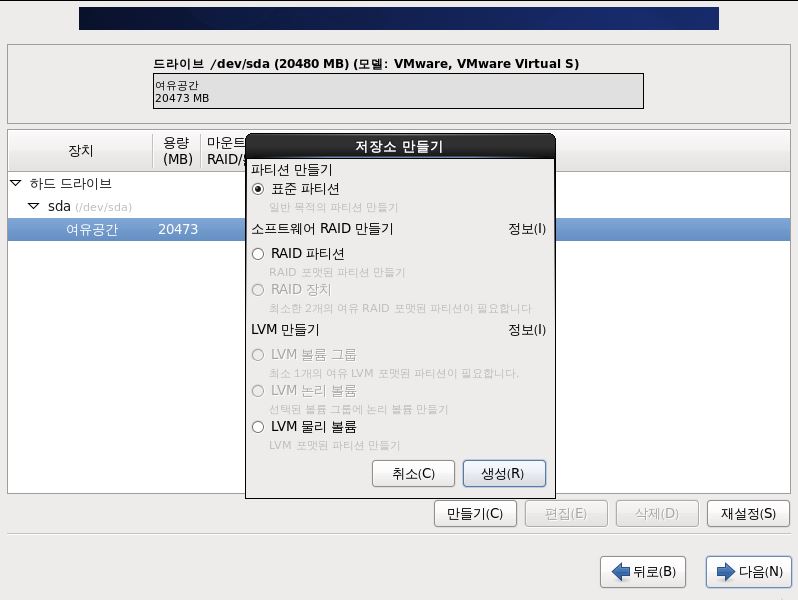 드라이브 /dev/sda (20480 MB) (모델: VMware, VMware Virtual S)
여유공간
20473 MB
장치
용량
(MB)
마운트
RAID/
하드 드라이브
sda (/dev/sda)
여유공간 20473
저장소 만들기
파티션 만들기
표준 파티션
일반 목적의 파티션 만들기
소프트웨어 RAID 만들기 정보(I)
RAID 파티션
RAID 포맷된 파티션 만들기
RAID 장치
최소한 2개의 여유 RAID 포맷된 파티션이 필요합니다
LVM 만들기 정보(I)
LVM 볼륨 그룹
최소 1개의 여유 LVM 포맷된 파티션이 필요합니다.
LVM 논리 볼륨
선택된 볼륨 그룹에 논리 볼륨 만들기
LVM 물리 볼륨
LVM 포맷된 파티션 만들기
취소(C) 생성(R)
만들기(C) 편집(E) 삭제(D) 재설정(S)
뒤로(B) 다음(N)